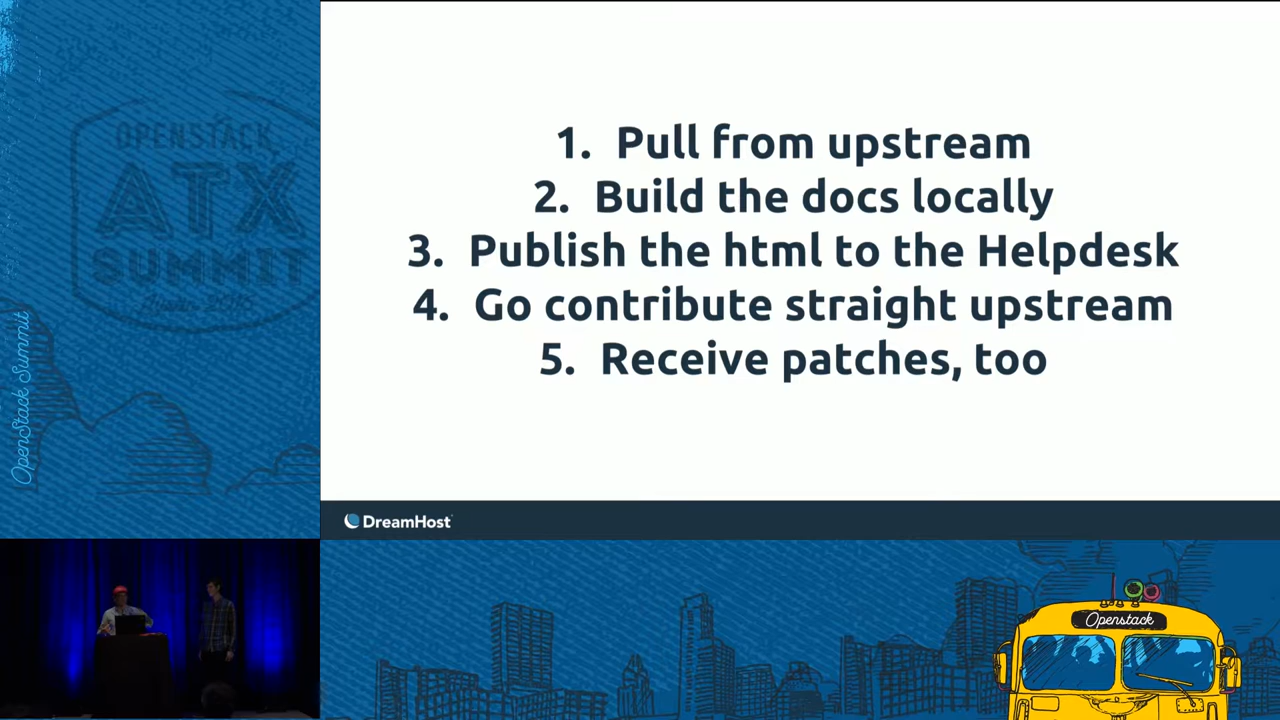 OPENSTACK
ATX
SUMMIT
OpenStack Summit
1. Pull from upstream
2. Build the docs locally
3. Publish the html to the Helpdesk
4. Go contribute straight upstream
5. Receive patches, too
DreamHost
Openstack